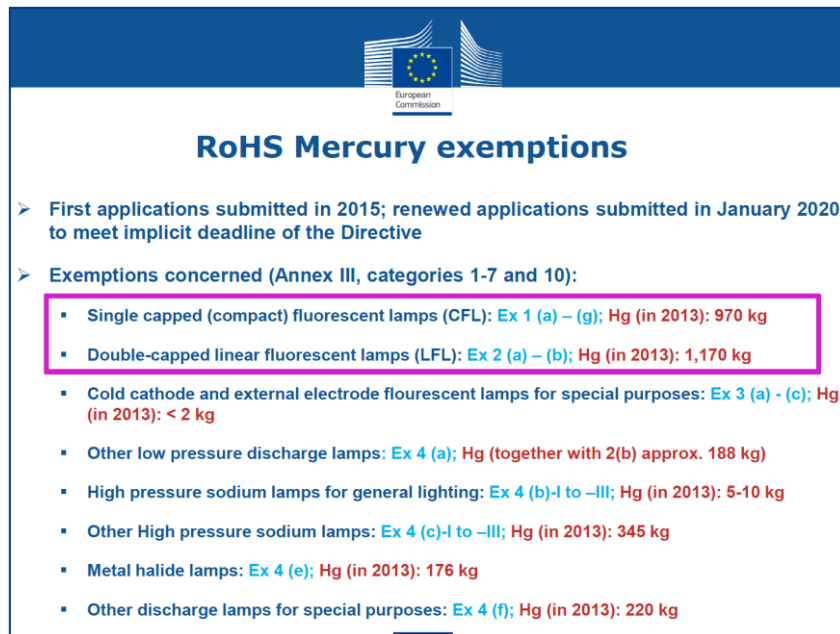 European
Commission
RoHS Mercury exemptions
➢ First applications submitted in 2015; renewed applications submitted in January 2020
to meet implicit deadline of the Directive
➢ Exemptions concerned (Annex III, categories 1-7 and 10):
▪ Single capped (compact) fluorescent lamps (CFL): Ex 1 (a) – (g); Hg (in 2013): 970 kg
▪ Double-capped linear fluorescent lamps (LFL): Ex 2 (a) – (b); Hg (in 2013): 1,170 kg
▪ Cold cathode and external electrode flourescent lamps for special purposes: Ex 3 (a) - (c); Hg
(in 2013): < 2 kg
▪ Other low pressure discharge lamps: Ex 4 (a); Hg (together with 2(b) approx. 188 kg)
▪ High pressure sodium lamps for general lighting: Ex 4 (b)-I to –III; Hg (in 2013): 5-10 kg
▪ Other High pressure sodium lamps: Ex 4 (c)-I to –III; Hg (in 2013): 345 kg
▪ Metal halide lamps: Ex 4 (e); Hg (in 2013): 176 kg
▪ Other discharge lamps for special purposes: Ex 4 (f); Hg (in 2013): 220 kg